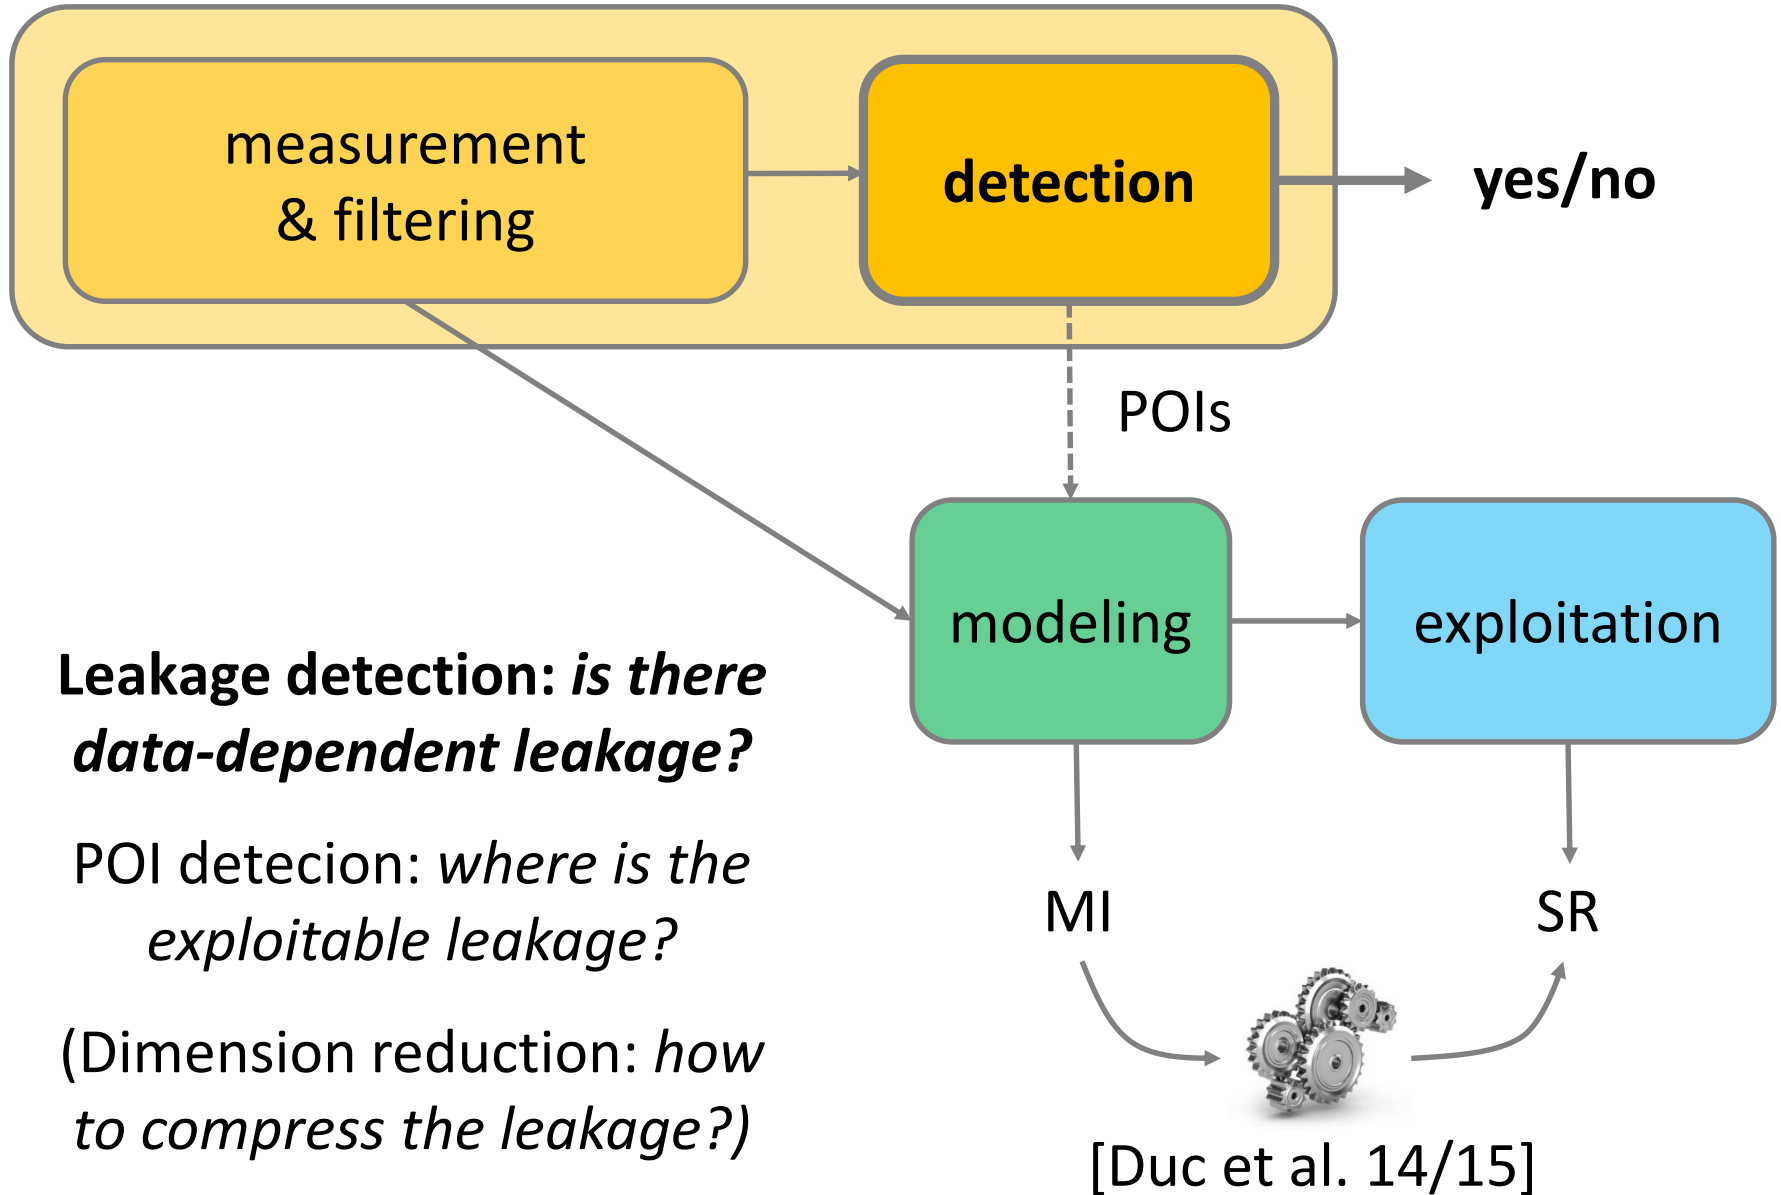 measurement
& filtering
detection
yes/no
POIs
modeling
exploitation
Leakage detection: is there
data-dependent leakage?
POI detecion: where is the
exploitable leakage?
(Dimension reduction: how
to compress the leakage?)
MI
SR
[Duc et al. 14/15]